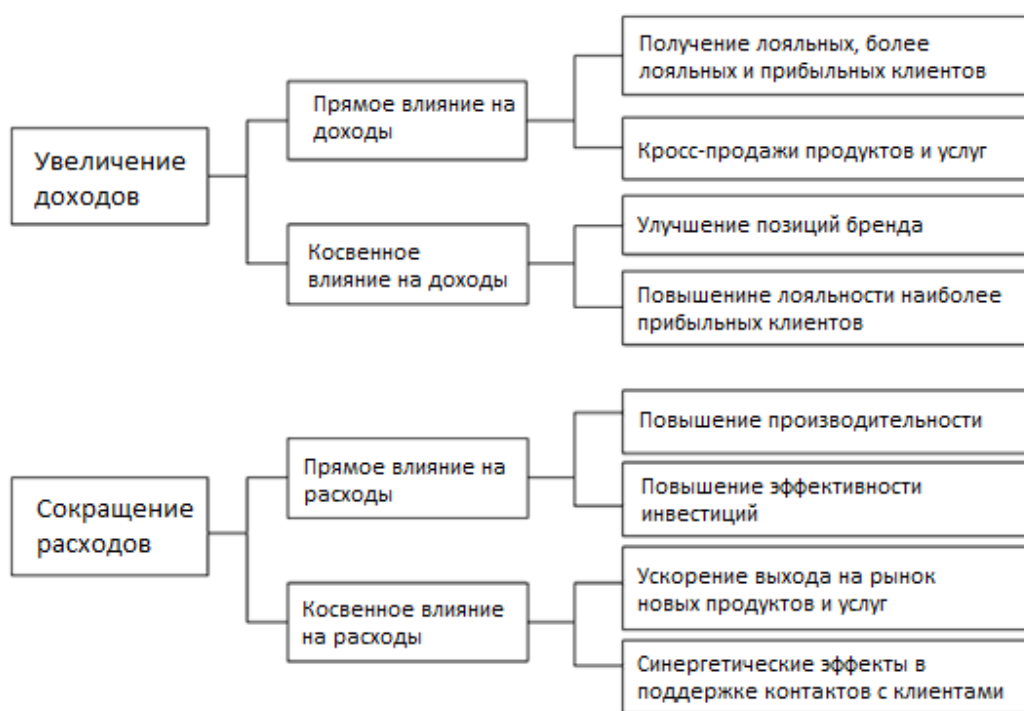 Увеличение
доходов
Прямое влияние на
доходы
Получение лояльных, более
лояльных и прибыльных клиентов
Кросс-продажи продуктов и услуг
Косвенное
влияние на доходы
Улучшение позиций бренда
Повышенине лояльности наиболее
прибыльных клиентов
Сокращение
расходов
Прямое влияние на
расходы
Повышение производительности
Повышение эффективности
инвестиций
Косвенное влияние
на расходы
Ускорение выхода на рынок
новых продуктов и услуг
Синергетические эффекты в
поддержке контактов с клиентами